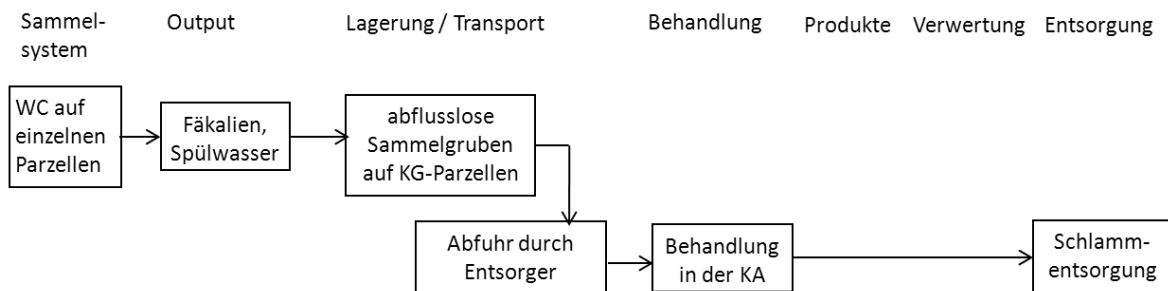 Sammel-
system
Output
Lagerung / Transport
Behandlung
Produkte
Verwertung
Entsorgung
WC auf
einzelnen
Parzellen
Fäkalien,
Spülwasser
abflusslose
Sammelgruben
auf KG-Parzellen
Abfuhr durch
Entsorger
Behandlung
in der KA
Schlamm-
entsorgung